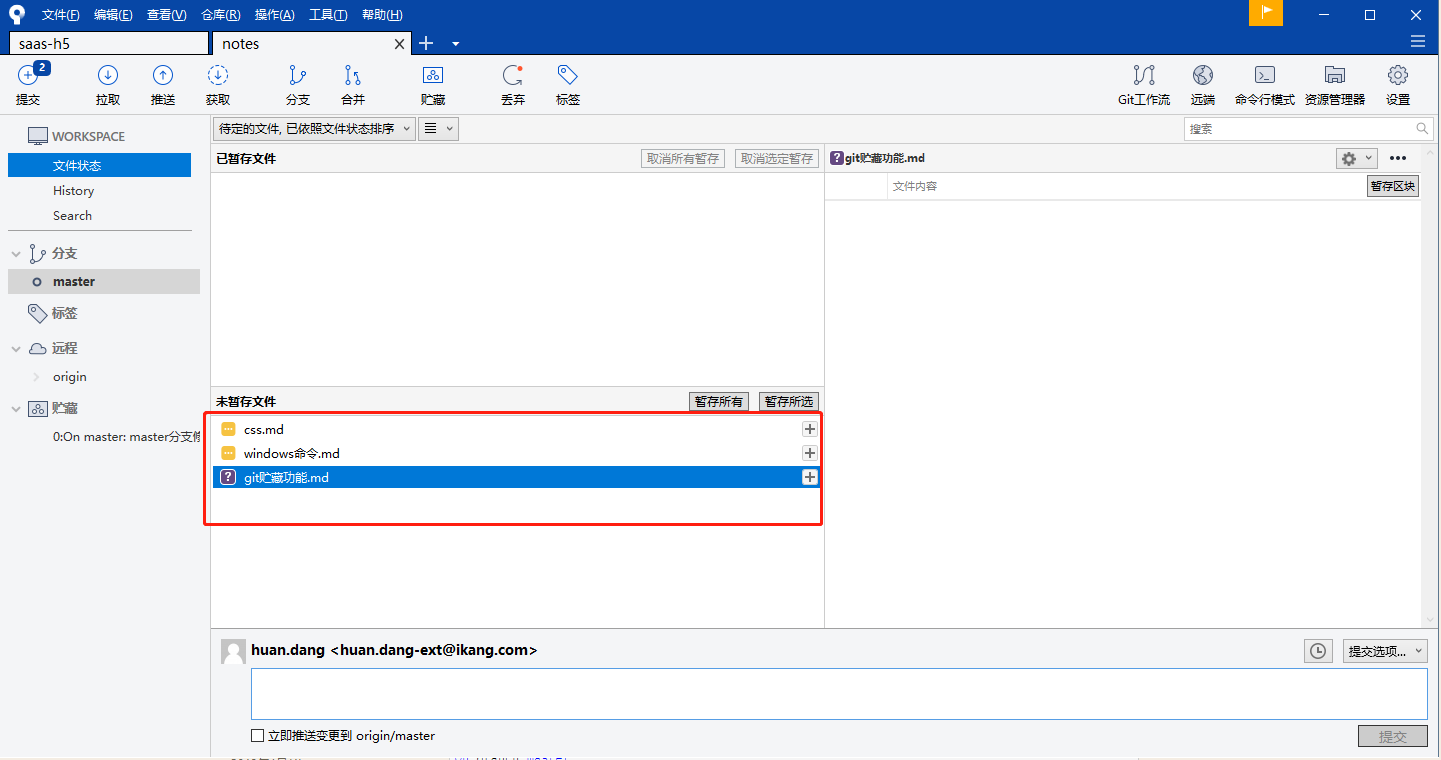 文件(F) 编辑(E) 查看(V) 仓库(R) 操作(A) 工具(T) 帮助(H)
saas-h5 notes
2
提交 拉取 推送 获取 分支 合并 贮藏 丢弃 标签 Git工作流 远端 命令行模式 资源管理器 设置
WORKSPACE
文件状态
History
Search
分支
master
标签
远程
origin
贮藏
0:On master: master分支
待定的文件, 已依照文件状态排序
搜索
已暂存文件 取消所有暂存 取消选定暂存
未暂存文件 暂存所有 暂存所选
css.md
windows命令.md
git贮藏功能.md
git贮藏功能.md
文件内容 暂存区块
huan.dang <huan.dang-ext@ikang.com>
提交选项...
立即推送变更到 origin/master
提交